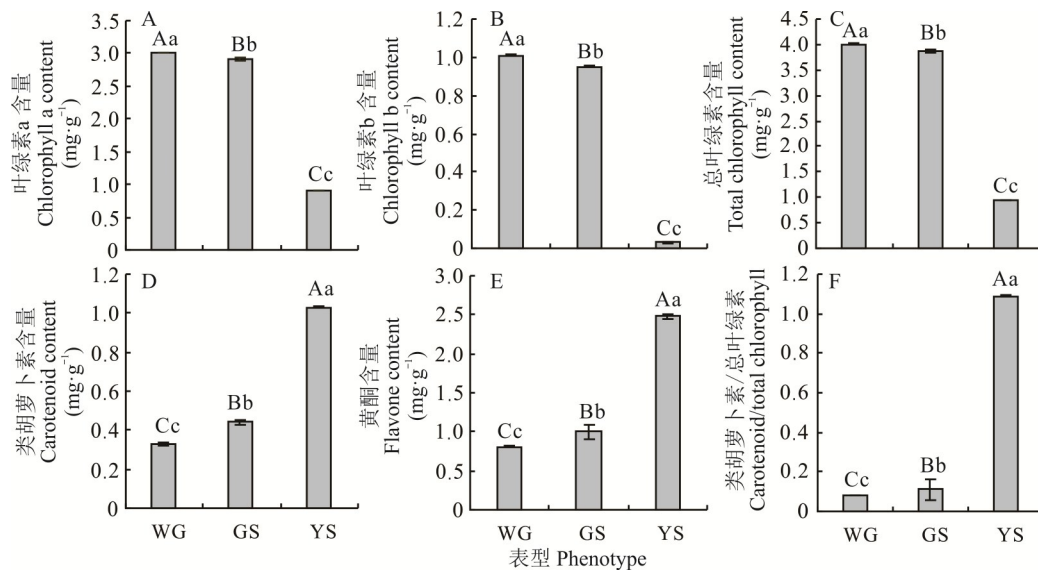 A
叶绿素a 含量
Chlorophyll a content
(mg·g⁻¹)
3.5
3.0
2.5
2.0
1.5
1.0
0.5
0
Aa
Bb
Cc
B
叶绿素b 含量
Chlorophyll b content
(mg·g⁻¹)
1.2
1.0
0.8
0.6
0.4
0.2
0
Aa
Bb
Cc
C
总叶绿素含量
Total chlorophyll content
(mg·g⁻¹)
4.0
4.5
3.0
3.5
2.0
2.5
1.0
1.5
0.5
0
Aa
Bb
Cc
D
类胡萝卜素含量
Carotenoid content
(mg·g⁻¹)
1.2
1.0
0.8
0.6
0.4
0.2
0
Cc
Bb
Aa
WG GS YS
E
黄酮含量
Flavone content
(mg·g⁻¹)
3.0
2.5
2.0
1.5
1.0
0.5
0
Cc
Bb
Aa
WG GS YS
F
类胡萝卜素/总叶绿素
Carotenoid/total chlorophyll
1.2
1.0
0.8
0.6
0.4
0.2
0
Cc
Bb
Aa
WG GS YS
表型 Phenotype